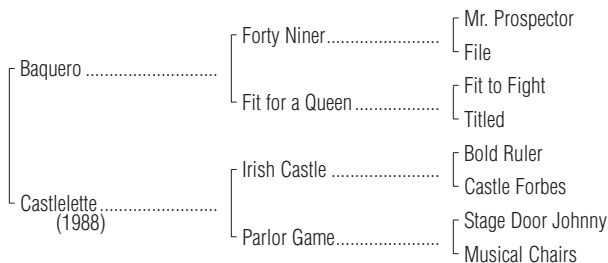 Mr. Prospector
Forty Niner
File
Baquero
Fit to Fight
Fit for a Queen
Titled
Bold Ruler
Irish Castle
Castle Forbes
Castlelette
(1988)
Stage Door Johnny
Parlor Game
Musical Chairs